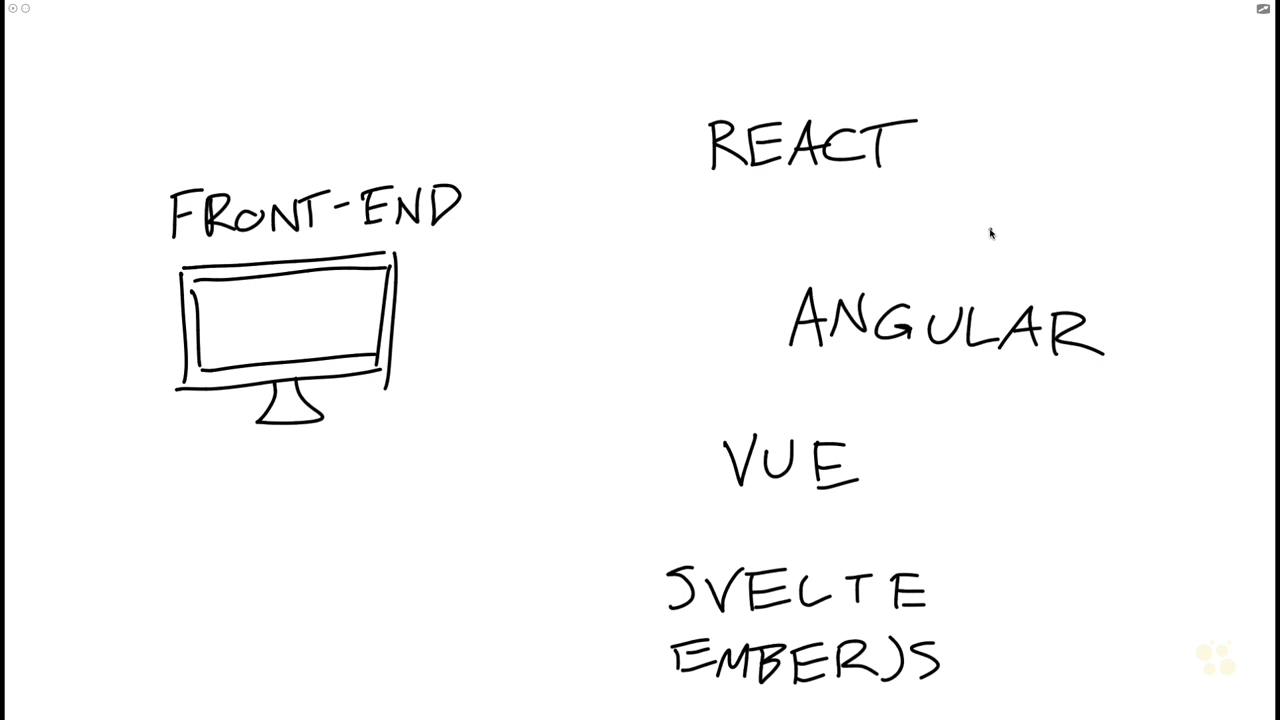 REACT
FRONT-END
ANGULAR
VUE
SVELTE
EMBERJS